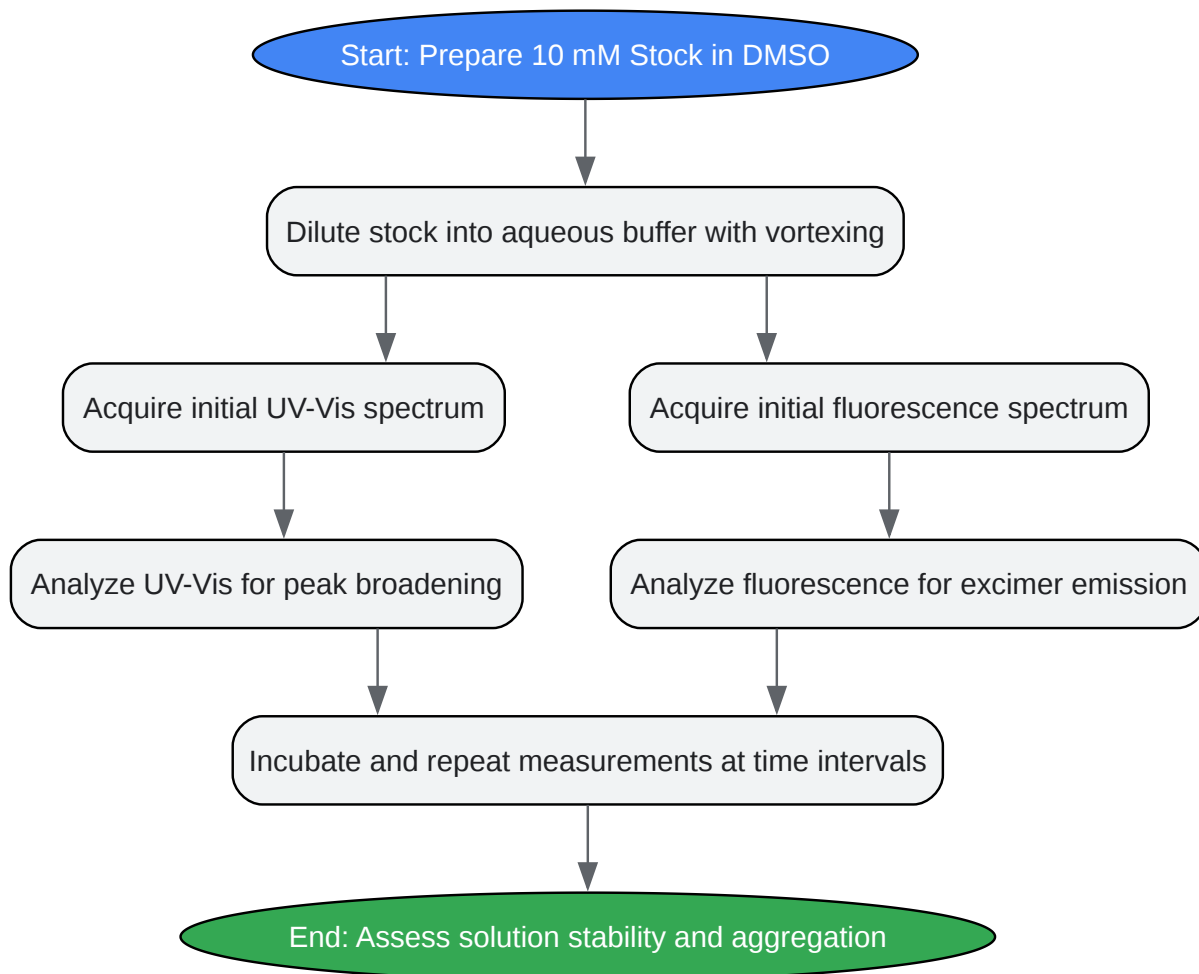 Start: Prepare 10 mM Stock in DMSO
Dilute stock into aqueous buffer with vortexing
Acquire initial UV-Vis spectrum
Acquire initial fluorescence spectrum
Analyze UV-Vis for peak broadening
Analyze fluorescence for excimer emission
Incubate and repeat measurements at time intervals
End: Assess solution stability and aggregation